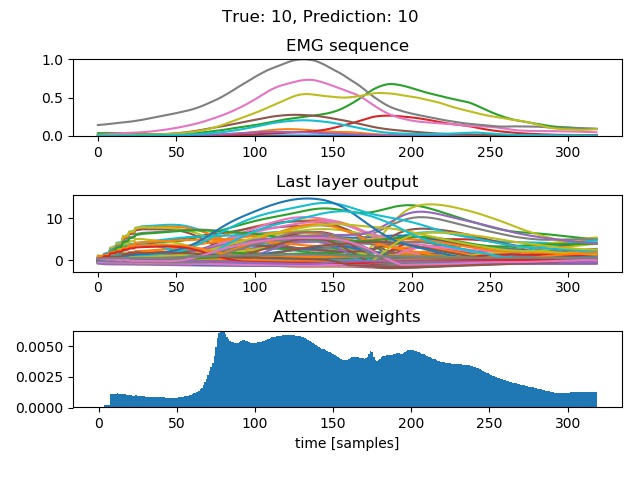 True: 10, Prediction: 10
EMG sequence
1.0
0.5
0.0
0 50 100 150 200 250 300
Last layer output
10
0
0 50 100 150 200 250 300
Attention weights
0.0050
0.0025
0.0000
0 50 100 150 200 250 300
time [samples]